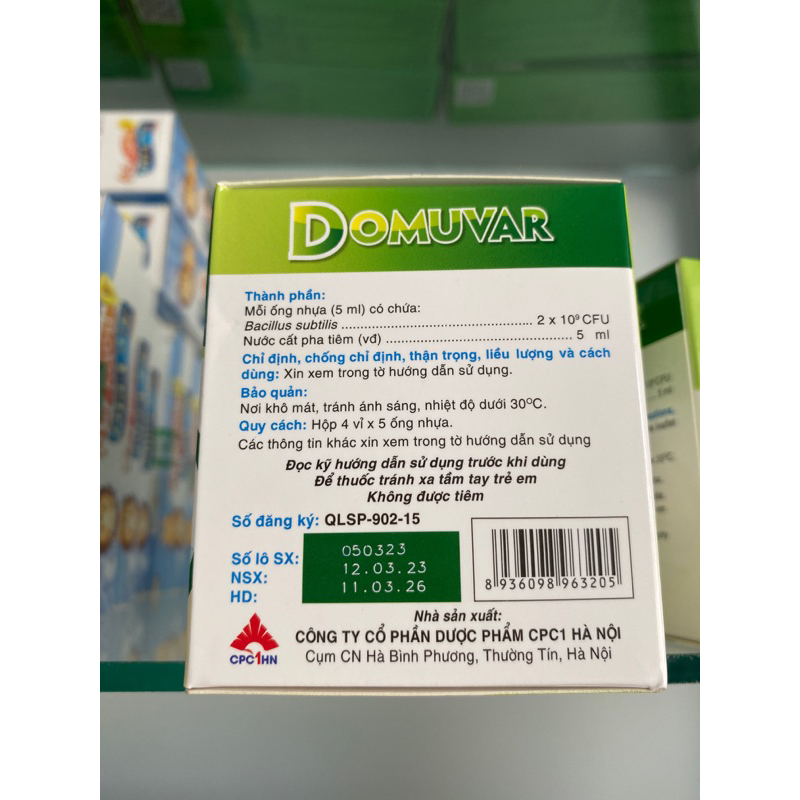 DOMUVAR
Thành phần:
Mỗi ống nhựa (5 ml) có chứa:
Bacillus subtilis ........................................................ 2 x 10⁹ CFU
Nước cất pha tiêm (vđ) ........................................................ 5 ml
Chỉ định, chống chỉ định, thận trọng, liều lượng và cách
dùng: Xin xem trong tờ hướng dẫn sử dụng.
Bảo quản:
Nơi khô mát, tránh ánh sáng, nhiệt độ dưới 30ºC.
Quy cách: Hộp 4 vỉ x 5 ống nhựa.
Các thông tin khác xin xem trong tờ hướng dẫn sử dụng
Đọc kỹ hướng dẫn sử dụng trước khi dùng
Để thuốc tránh xa tầm tay trẻ em
Không được tiêm
Số đăng ký: QLSP-902-15
Số lô SX: 050323
NSX: 12.03.23
HD: 11.03.26
8 936098 963205
Nhà sản xuất:
CÔNG TY CỔ PHẦN DƯỢC PHẨM CPC1 HÀ NỘI
Cụm CN Hà Bình Phương, Thường Tín, Hà Nội
CPC1HN